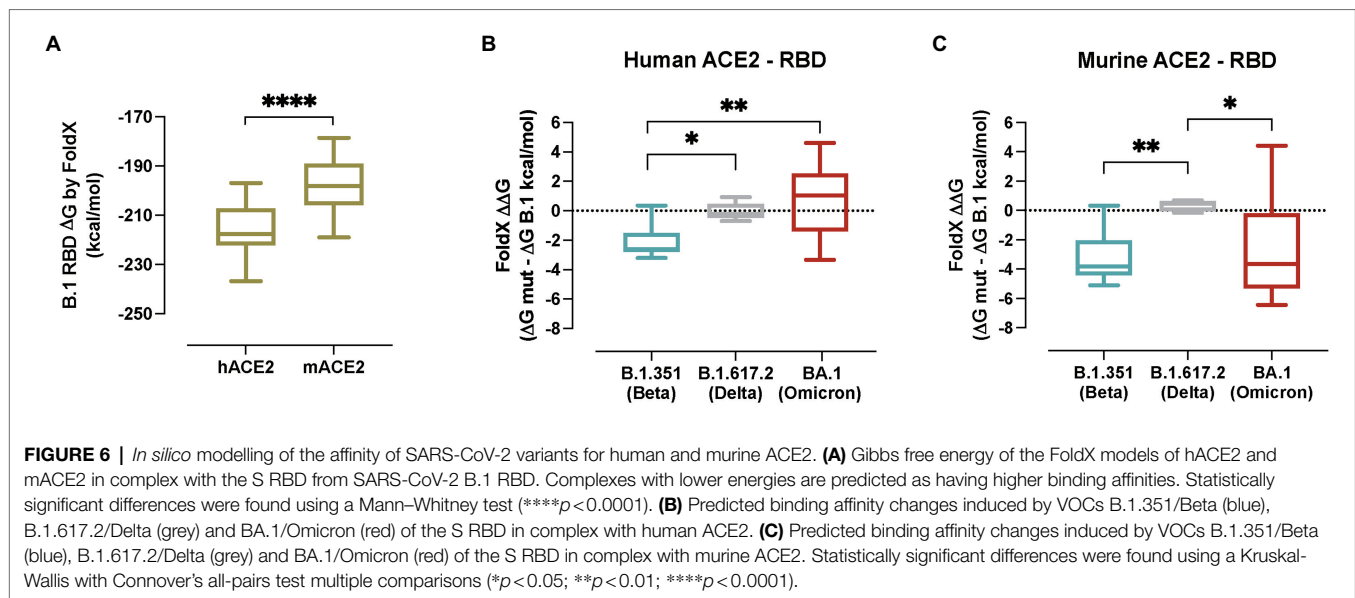 A
B
C
Human ACE2 - RBD
Murine ACE2 - RBD
****
-170
-190
-210
-230
-250
B.1 RBD ΔG by FoldX
(kcal/mol)
hACE2
mACE2
**
*
6
4
2
0
-2
-4
-6
-8
FoldX ΔΔG
(ΔG mut - ΔG B.1 kcal/mol)
B.1.351
(Beta)
B.1.617.2
(Delta)
BA.1
(Omicron)
*
**
6
4
2
0
-2
-4
-6
-8
FoldX ΔΔG
(ΔG mut - ΔG B.1 kcal/mol)
B.1.351
(Beta)
B.1.617.2
(Delta)
BA.1
(Omicron)
FIGURE 6 | In silico modelling of the affinity of SARS-CoV-2 variants for human and murine ACE2. (A) Gibbs free energy of the FoldX models of hACE2 and
mACE2 in complex with the S RBD from SARS-CoV-2 B.1 RBD. Complexes with lower energies are predicted as having higher binding affinities. Statistically
significant differences were found using a Mann–Whitney test (****p<0.0001). (B) Predicted binding affinity changes induced by VOCs B.1.351/Beta (blue),
B.1.617.2/Delta (grey) and BA.1/Omicron (red) of the S RBD in complex with human ACE2. (C) Predicted binding affinity changes induced by VOCs B.1.351/Beta
(blue), B.1.617.2/Delta (grey) and BA.1/Omicron (red) of the S RBD in complex with murine ACE2. Statistically significant differences were found using a Kruskal-
Wallis with Connover's all-pairs test multiple comparisons (*p<0.05; **p<0.01; ****p<0.0001).